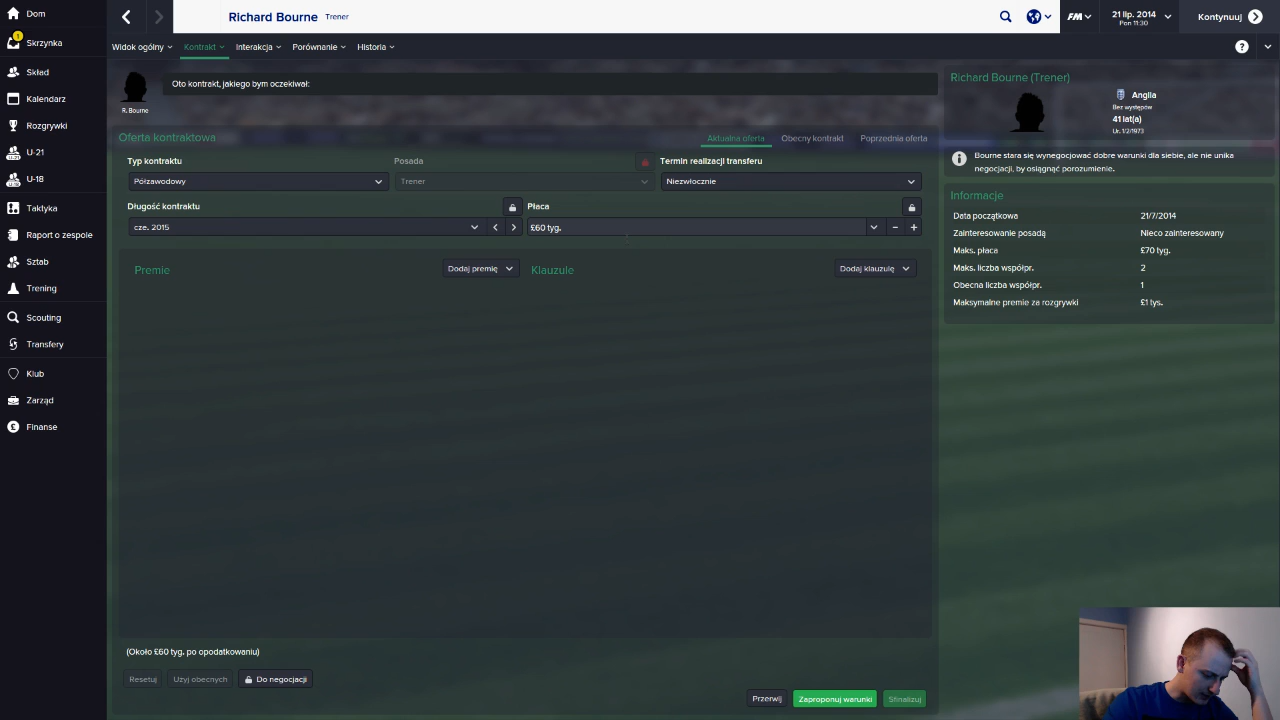 Dom
Richard Bourne Trener
FM
21 lip. 2014
Pon 11:30
Kontynuuj
1
Skrzynka
Widok ogólny
Kontrakt
Interakcja
Porównanie
Historia
?
Skład
Kalendarz
Rozgrywki
U-21
U-18
Taktyka
Raport o zespole
Sztab
Trening
Scouting
Transfery
Klub
Zarząd
Finanse
R. Bourne
Oto kontrakt, jakiego bym oczekiwał:
Oferta kontraktowa
Aktualna oferta
Obecny kontrakt
Poprzednia oferta
Typ kontraktu
Posada
Termin realizacji transferu
Półzawodowy
Trener
Niezwłocznie
Długość kontraktu
Płaca
cze. 2015
£60 tyg.
Premie
Dodaj premię
Klauzule
Dodaj klauzulę
(Około £60 tyg. po opodatkowaniu)
Resetuj
Użyj obecnych
Do negocjacji
Przerwij
Zaproponuj warunki
Sfinalizuj
Richard Bourne (Trener)
Anglia
Bez występów
41 lat(a)
Ur. 1/2/1973
Bourne stara się wynegocjować dobre warunki dla siebie, ale nie unika
negocjacji, by osiągnąć porozumienie.
Informacje
Data początkowa 21/7/2014
Zainteresowanie posadą Nieco zainteresowany
Maks. płaca £70 tyg.
Maks. liczba współpr. 2
Obecna liczba współpr. 1
Maksymalne premie za rozgrywki £1 tys.